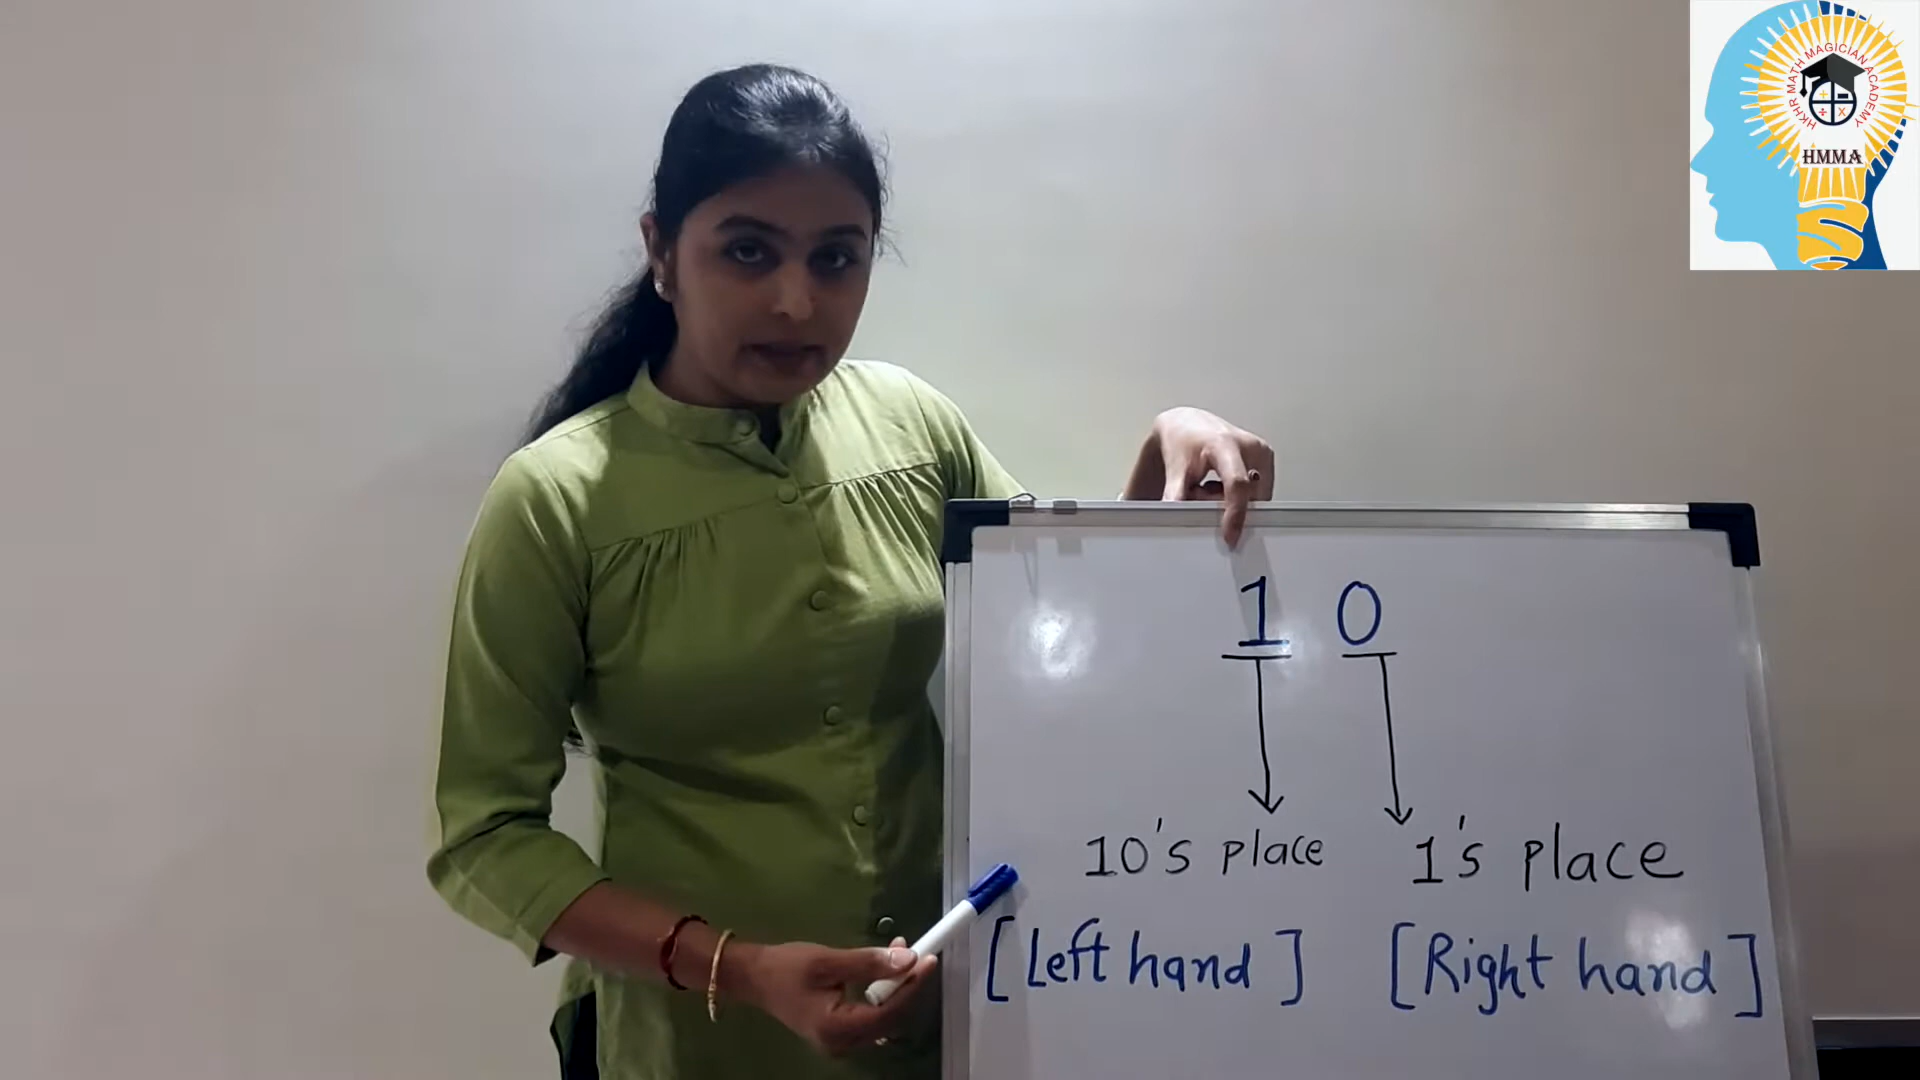 HKHR MATH MAGICIAN ACADEMY
HMMA
1 0
10's place 1's place
[Left hand] [Right hand]